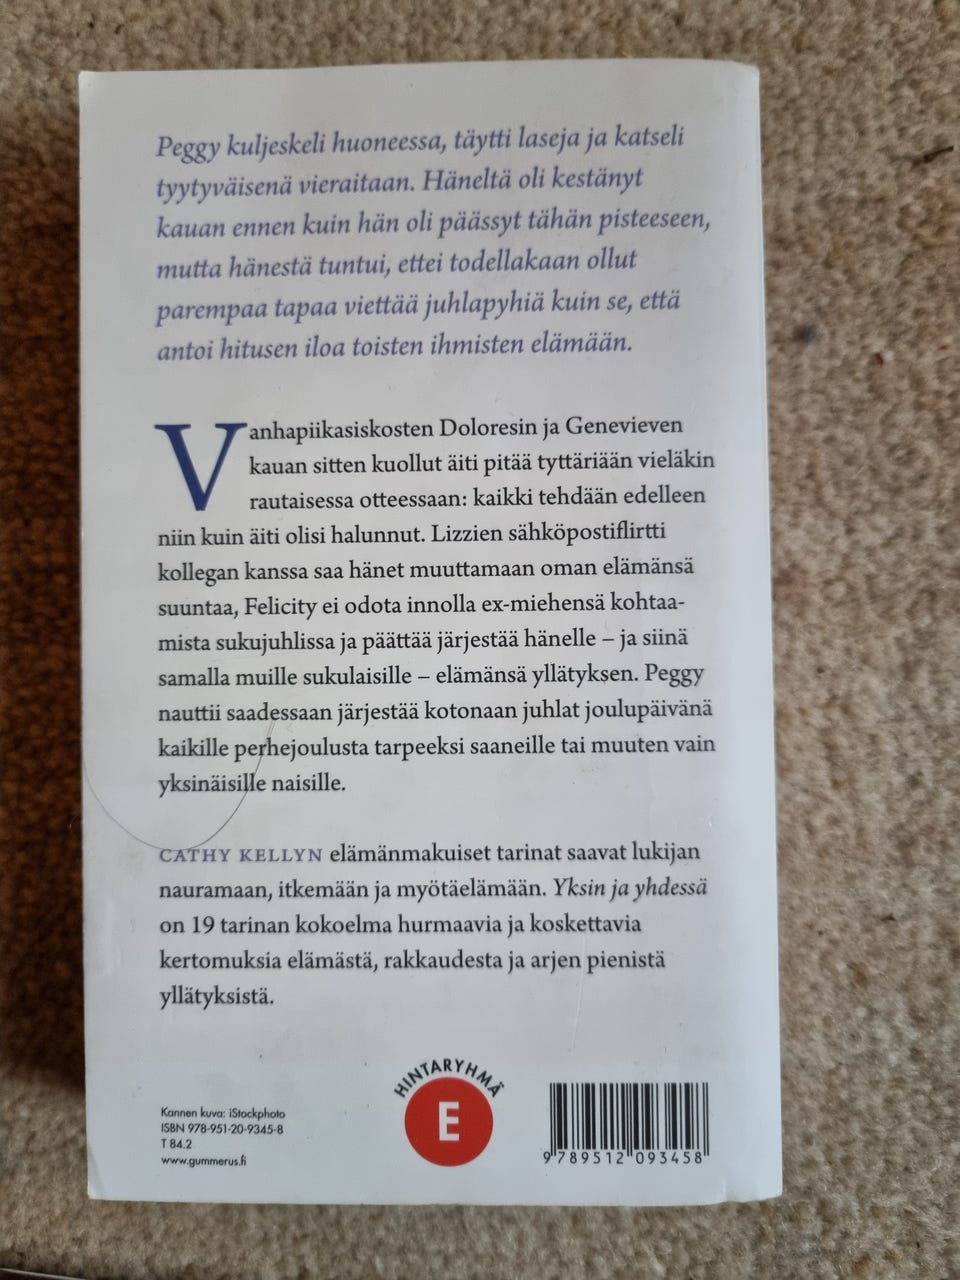 Peggy kuljeskeli huoneessa, täytti laseja ja katseli
tyytyväisenä vieraitaan. Häneltä oli kestänyt
kauan ennen kuin hän oli päässyt tähän pisteeseen,
mutta hänestä tuntui, ettei todellakaan ollut
parempaa tapaa viettää juhlapyhiä kuin se, että
antoi hitusen iloa toisten ihmisten elämään.
Vanhapiikasiskosten Doloresin ja Genevieven
kauan sitten kuollut äiti pitää tyttäriään vieläkin
rautaisessa otteessaan: kaikki tehdään edelleen
niin kuin äiti olisi halunnut. Lizzien sähköpostiflirtti
kollegan kanssa saa hänet muuttamaan oman elämänsä
suuntaa, Felicity ei odota innolla ex-miehensä kohtaa-
mista sukujuhlissa ja päättää järjestää hänelle – ja siinä
samalla muille sukulaisille – elämänsä yllätyksen. Peggy
nauttii saadessaan järjestää kotonaan juhlat joulupäivänä
kaikille perhejoulusta tarpeeksi saaneille tai muuten vain
yksinäisille naisille.
CATHY KELLYN elämänmakuiset tarinat saavat lukijan
nauramaan, itkemään ja myötäelämään. Yksin ja yhdessä
on 19 tarinan kokoelma hurmaavia ja koskettavia
kertomuksia elämästä, rakkaudesta ja arjen pienistä
yllätyksistä.
HINTARYHMÄ
E
Kannen kuva: iStockphoto
ISBN 978-951-20-9345-8
T 84.2
www.gummerus.fi
9 789512 093458